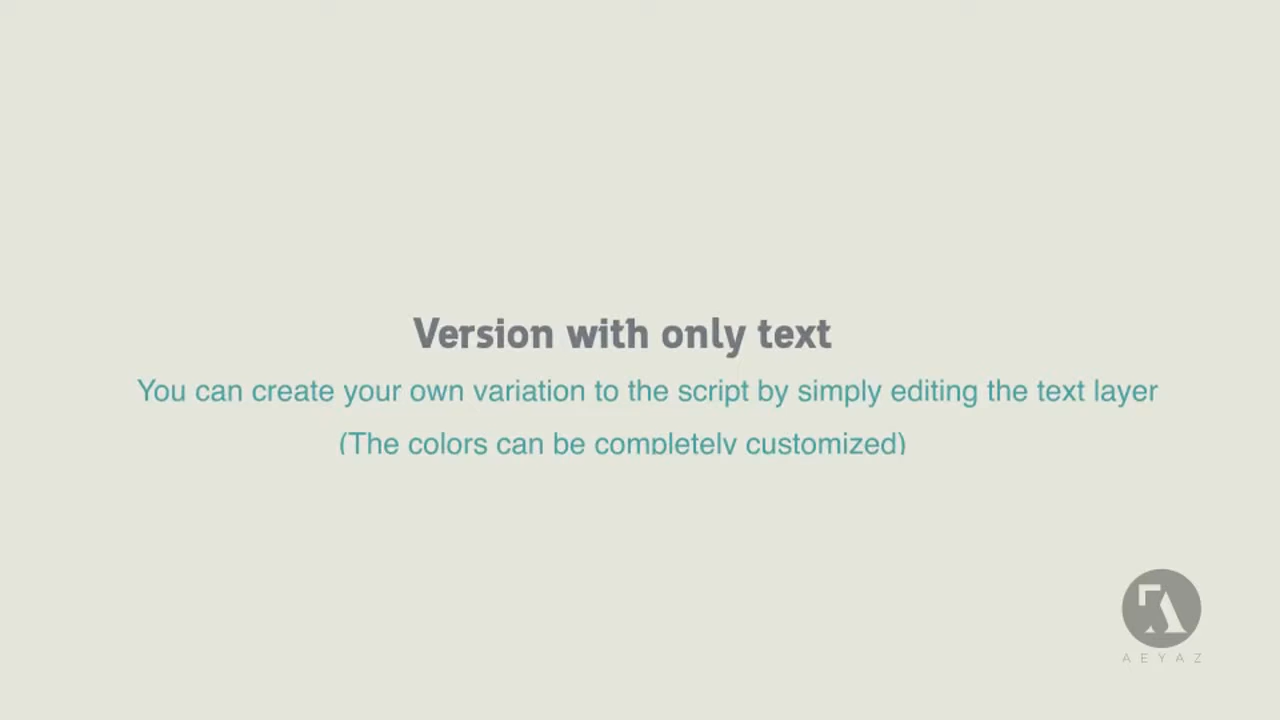 Version with only text
You can create your own variation to the script by simply editing the text layer
(The colors can be completely customized)
AEYAZ